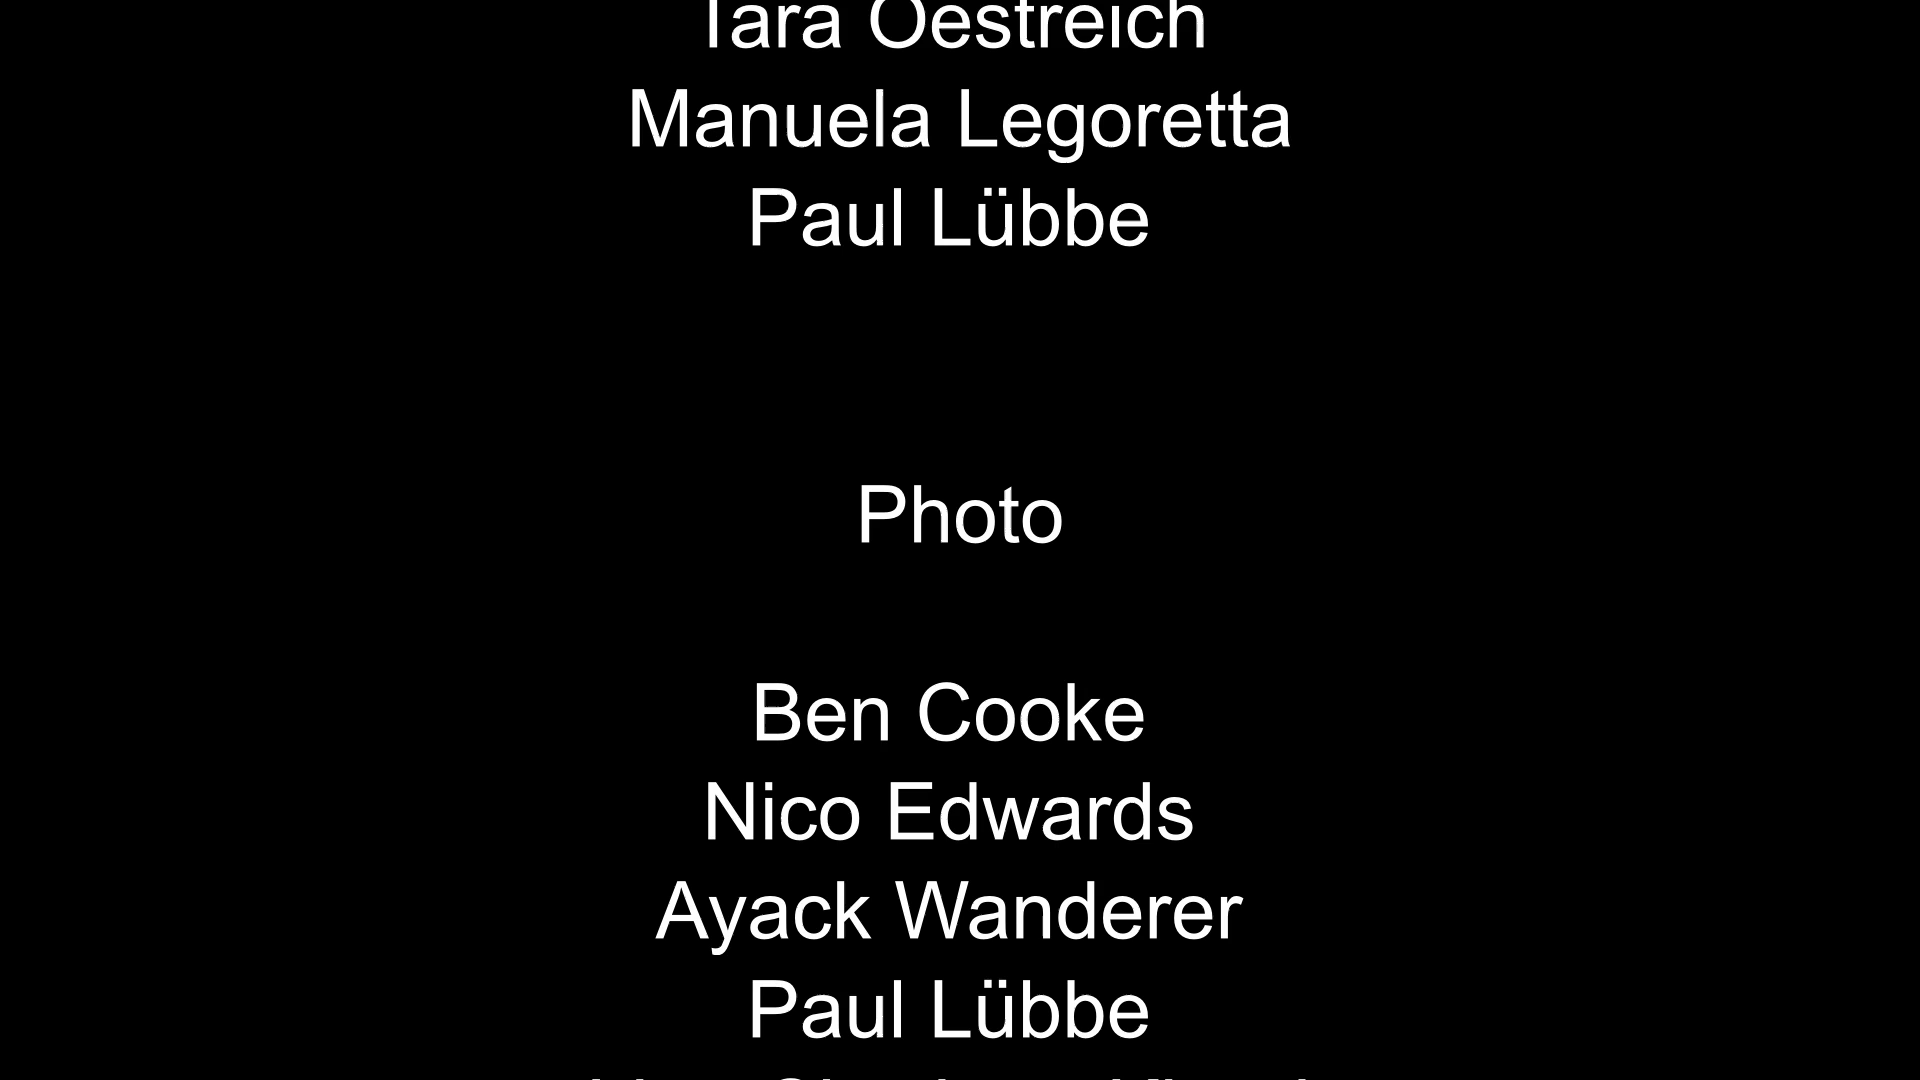 Tara Oestreich
Manuela Legoretta
Paul Lübbe
Photo
Ben Cooke
Nico Edwards
Ayack Wanderer
Paul Lübbe